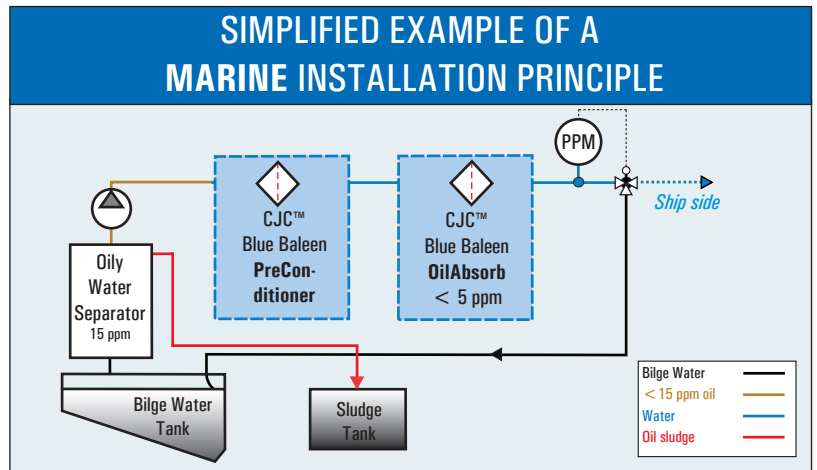 SIMPLIFIED EXAMPLE OF A
MARINE INSTALLATION PRINCIPLE
PPM
Ship side
CJC™
Blue Baleen
PreCon-
ditioner
CJC™
Blue Baleen
OilAbsorb
< 5 ppm
Oily
Water
Separator
15 ppm
Bilge Water
Tank
Sludge
Tank
Bilge Water
< 15 ppm oil
Water
Oil sludge